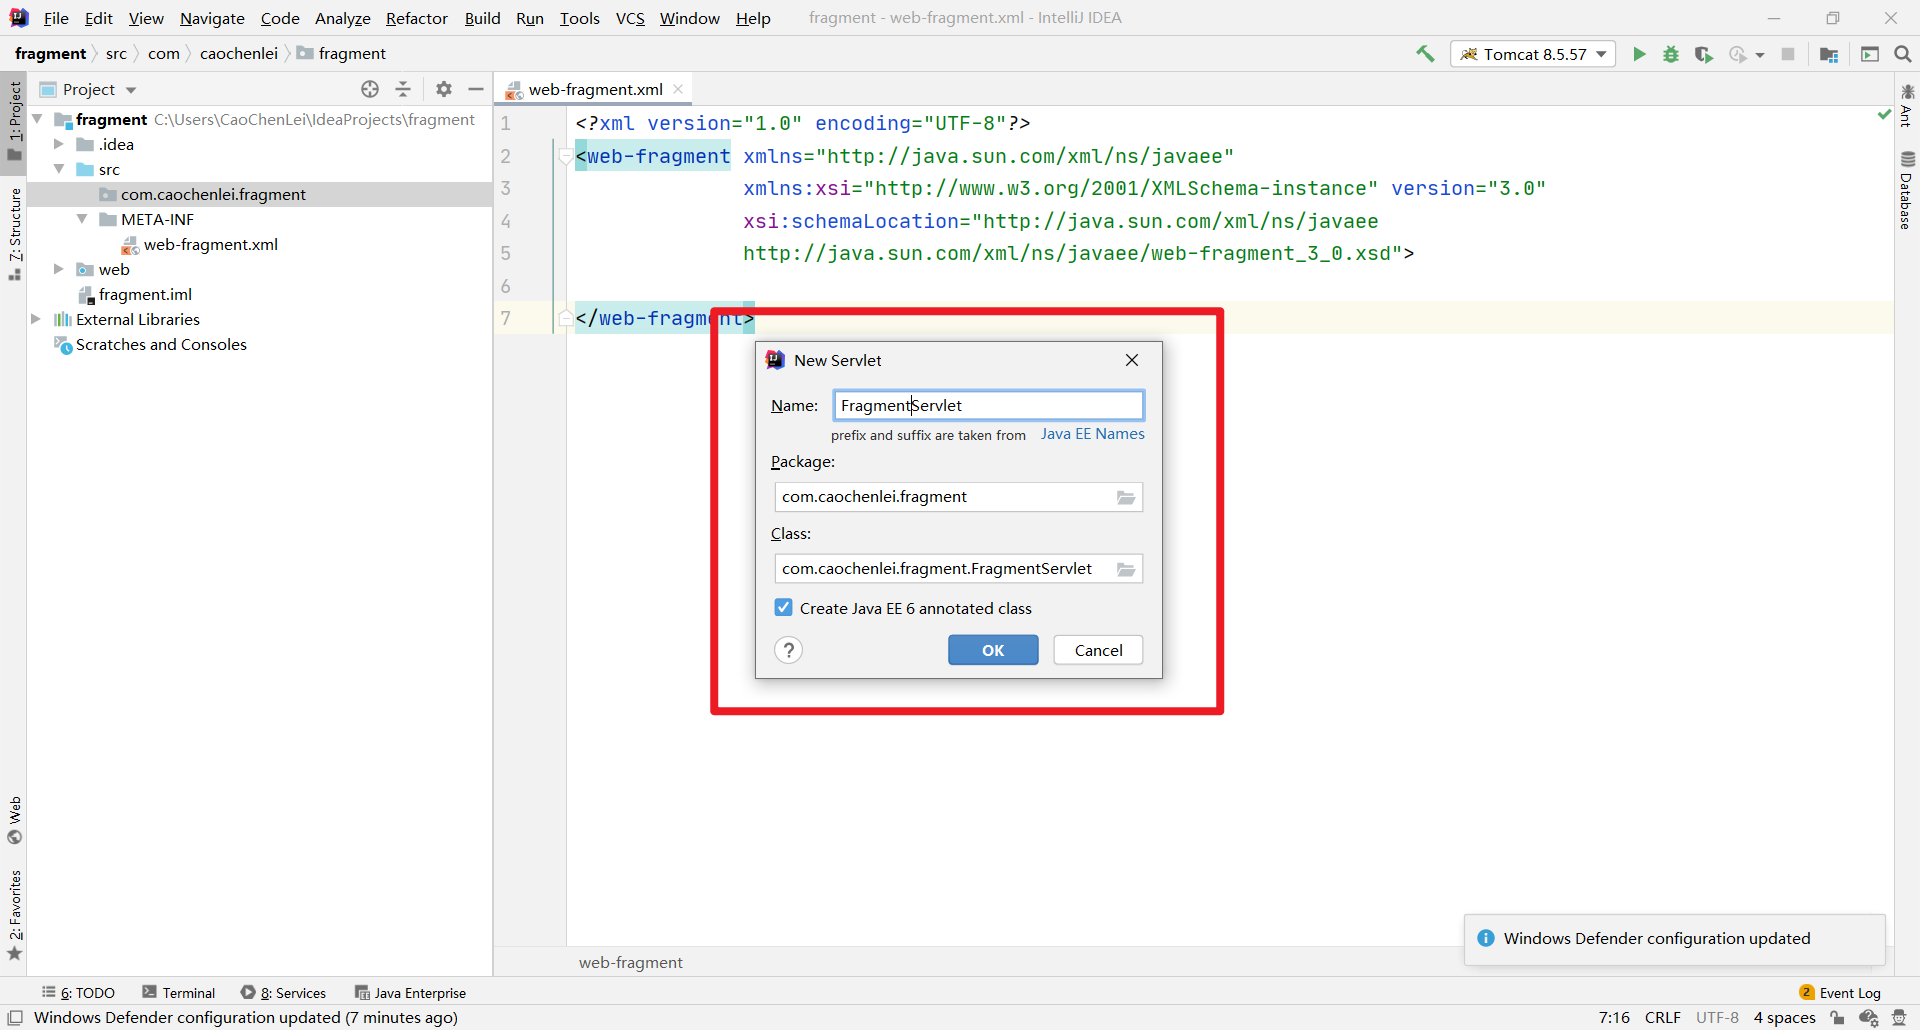 File Edit View Navigate Code Analyze Refactor Build Run Tools VCS Window Help fragment - web-fragment.xml - IntelliJ IDEA
fragment src com caochenlei fragment Tomcat 8.5.57
Project
web-fragment.xml
1: Project
7: Structure
Web
2: Favorites
fragment C:\Users\CaoChenLei\IdeaProjects\fragment
.idea
src
com.caochenlei.fragment
META-INF
web-fragment.xml
web
fragment.iml
External Libraries
Scratches and Consoles
1 <?xml version="1.0" encoding="UTF-8"?>
2 <web-fragment xmlns="http://java.sun.com/xml/ns/javaee"
3 xmlns:xsi="http://www.w3.org/2001/XMLSchema-instance" version="3.0"
4 xsi:schemaLocation="http://java.sun.com/xml/ns/javaee
5 http://java.sun.com/xml/ns/javaee/web-fragment_3_0.xsd">
6
7 </web-fragment>
New Servlet
Name: FragmentServlet
prefix and suffix are taken from Java EE Names
Package:
com.caochenlei.fragment
Class:
com.caochenlei.fragment.FragmentServlet
Create Java EE 6 annotated class
? OK Cancel
Ant
Database
Windows Defender configuration updated
web-fragment
6: TODO Terminal 8: Services Java Enterprise 2 Event Log
Windows Defender configuration updated (7 minutes ago) 7:16 CRLF UTF-8 4 spaces